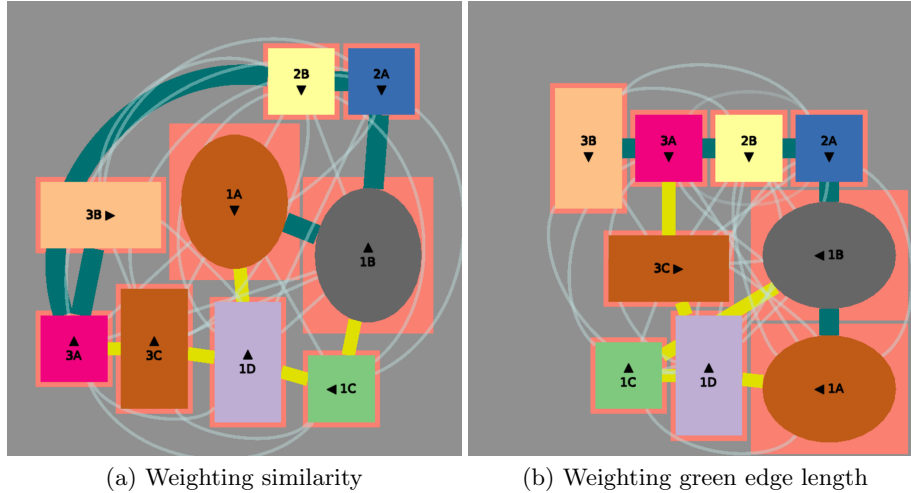 2B ▼
2A ▼
1A ▼
3B ►
▲ 1B
▲ 3A
▲ 3C
▲ 1D
◄ 1C
(a) Weighting similarity
3B ▼
3A ▼
2B ▼
2A ▼
◄ 1B
3C ►
▲ 1C
▲ 1D
◄ 1A
(b) Weighting green edge length